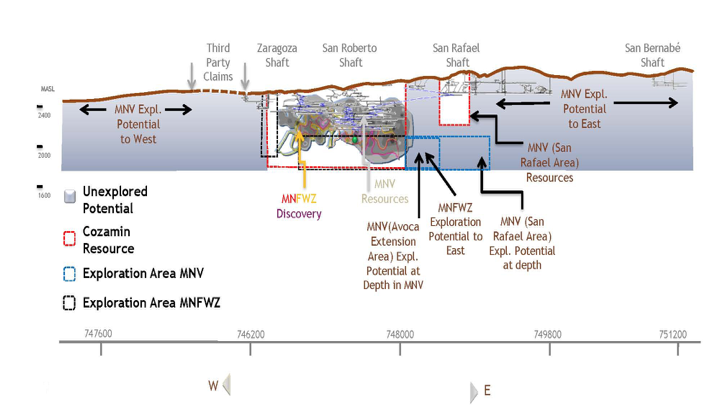 Third
Party
Claims
Zaragoza
Shaft
San Roberto
Shaft
San Rafael
Shaft
San Bernabé
Shaft
MASL
2400
2000
1600
MNV Expl.
Potential
to West
MNV Expl.
Potential
to East
MNV (San
Rafael Area)
Resources
MNFWZ
Discovery
MNV
Resources
MNV(Avoca
Extension
Area) Expl.
Potential at
Depth in MNV
MNFWZ
Exploration
Potential to
East
MNV (San
Rafael Area)
Expl. Potential
at depth
Unexplored
Potential
Cozamin
Resource
Exploration Area MNV
Exploration Area MNFWZ
747600
746200
748000
749800
751200
W
E